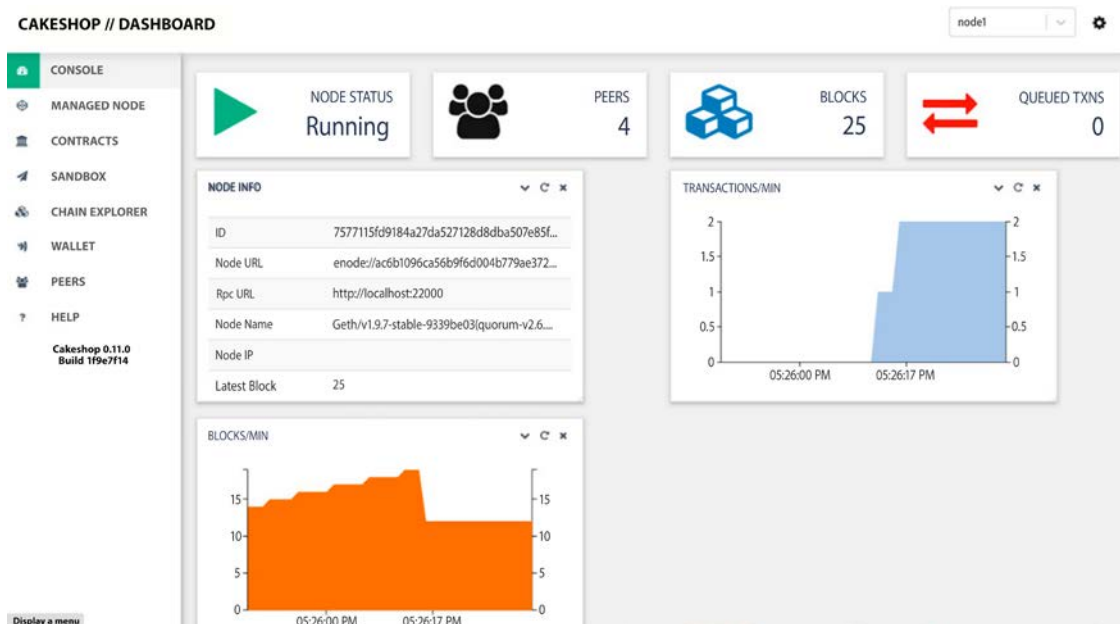 CAKESHOP // DASHBOARD
node1
CONSOLE
MANAGED NODE
CONTRACTS
SANDBOX
CHAIN EXPLORER
WALLET
PEERS
? HELP
Cakeshop 0.11.0
Build 1f9e7f14
NODE STATUS
Running
PEERS
4
BLOCKS
25
QUEUED TXNS
0
NODE INFO
ID 7577115fd9184a27da527128d8dba507e85f...
Node URL enode://ac6b1096ca56b9f6d004b779ae372...
Rpc URL http://localhost:22000
Node Name Geth/v1.9.7-stable-9339be03(quorum-v2.6....
Node IP
Latest Block 25
TRANSACTIONS/MIN
2 2
1.5 1.5
1 1
0.5 0.5
0 0
05:26:00 PM 05:26:17 PM
BLOCKS/MIN
15 15
10 10
5 5
0 0
05:26:00 PM 05:26:17 PM
Display a menu